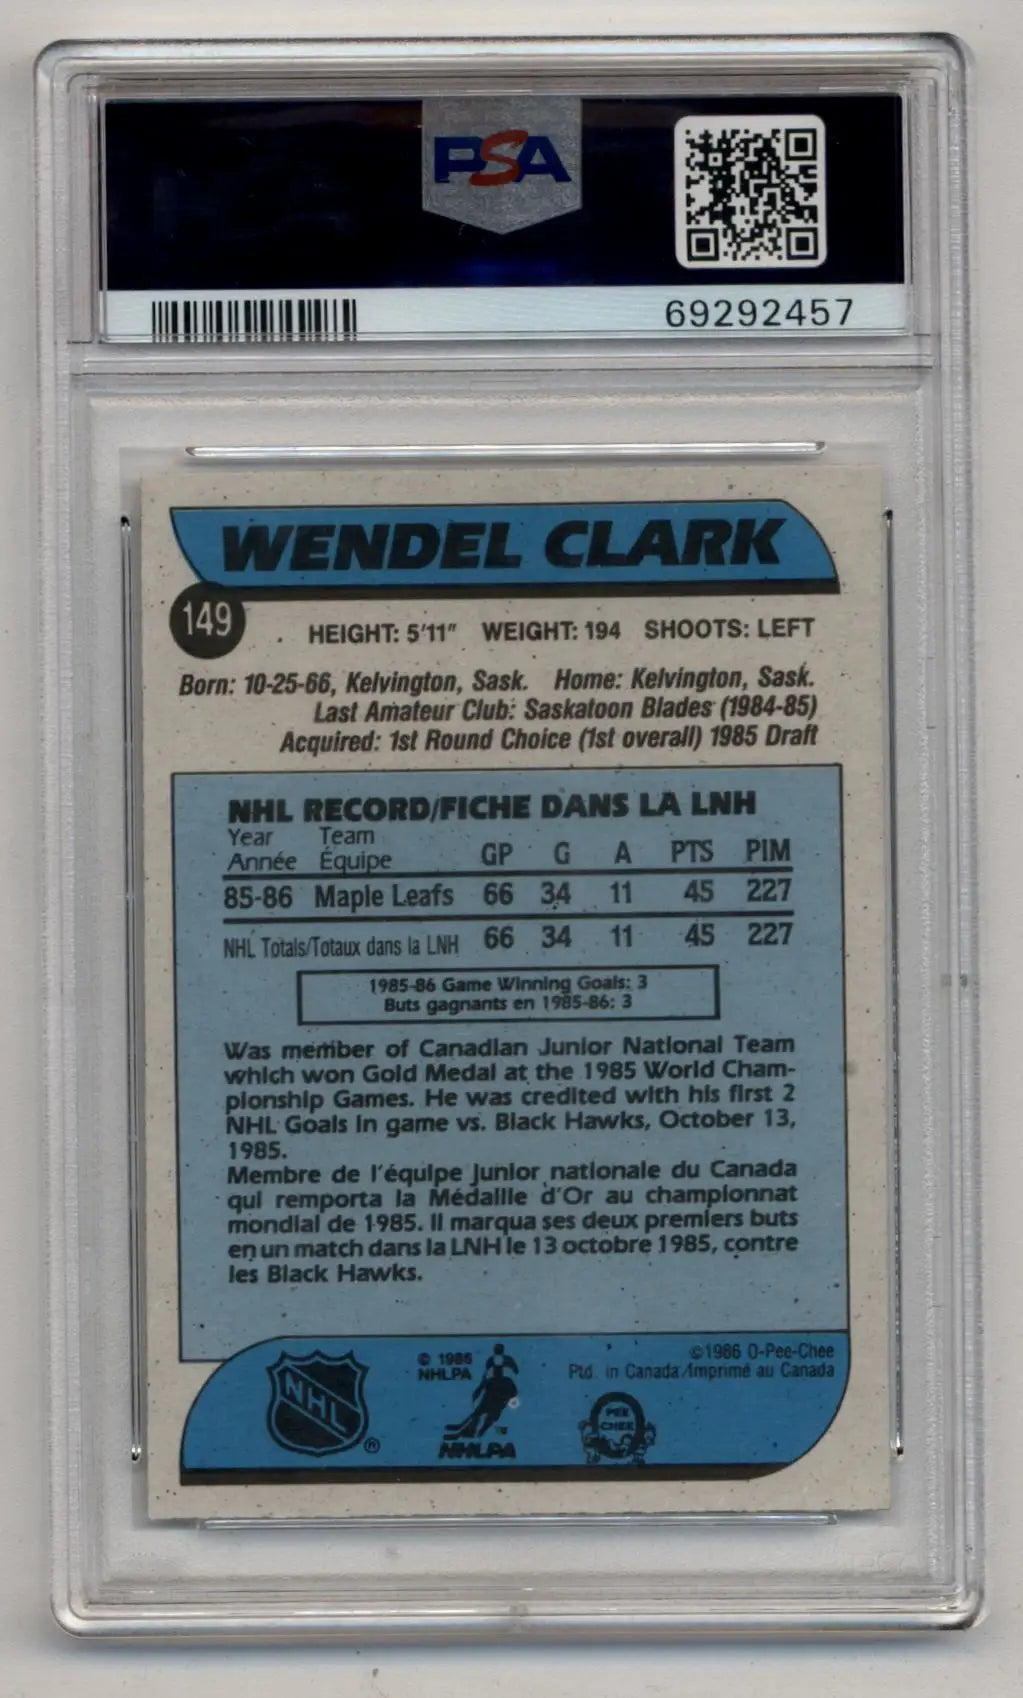 PSA
69292457
WENDEL CLARK
149
HEIGHT: 5'11" WEIGHT: 194 SHOOTS: LEFT
Born: 10-25-66, Kelvington, Sask. Home: Kelvington, Sask.
Last Amateur Club: Saskatoon Blades (1984-85)
Acquired: 1st Round Choice (1st overall) 1985 Draft
NHL RECORD/FICHE DANS LA LNH
Year Team
Année Équipe GP G A PTS PIM
85-86 Maple Leafs 66 34 11 45 227
NHL Totals/Totaux dans la LNH 66 34 11 45 227
1985-86 Game Winning Goals: 3
Buts gagnants en 1985-86: 3
Was member of Canadian Junior National Team
which won Gold Medal at the 1985 World Cham-
pionship Games. He was credited with his first 2
NHL Goals in game vs. Black Hawks, October 13,
1985.
Membre de l'équipe Junior nationale du Canada
qui remporta la Médaille d'Or au championnat
mondial de 1985. Il marqua ses deux premiers buts
en un match dans la LNH le 13 octobre 1985, contre
les Black Hawks.
NHL ®
© 1986
NHLPA
NHLPA
©1986 O-Pee-Chee
Ptd. in Canada/Imprimé au Canada
PEE
CHEE